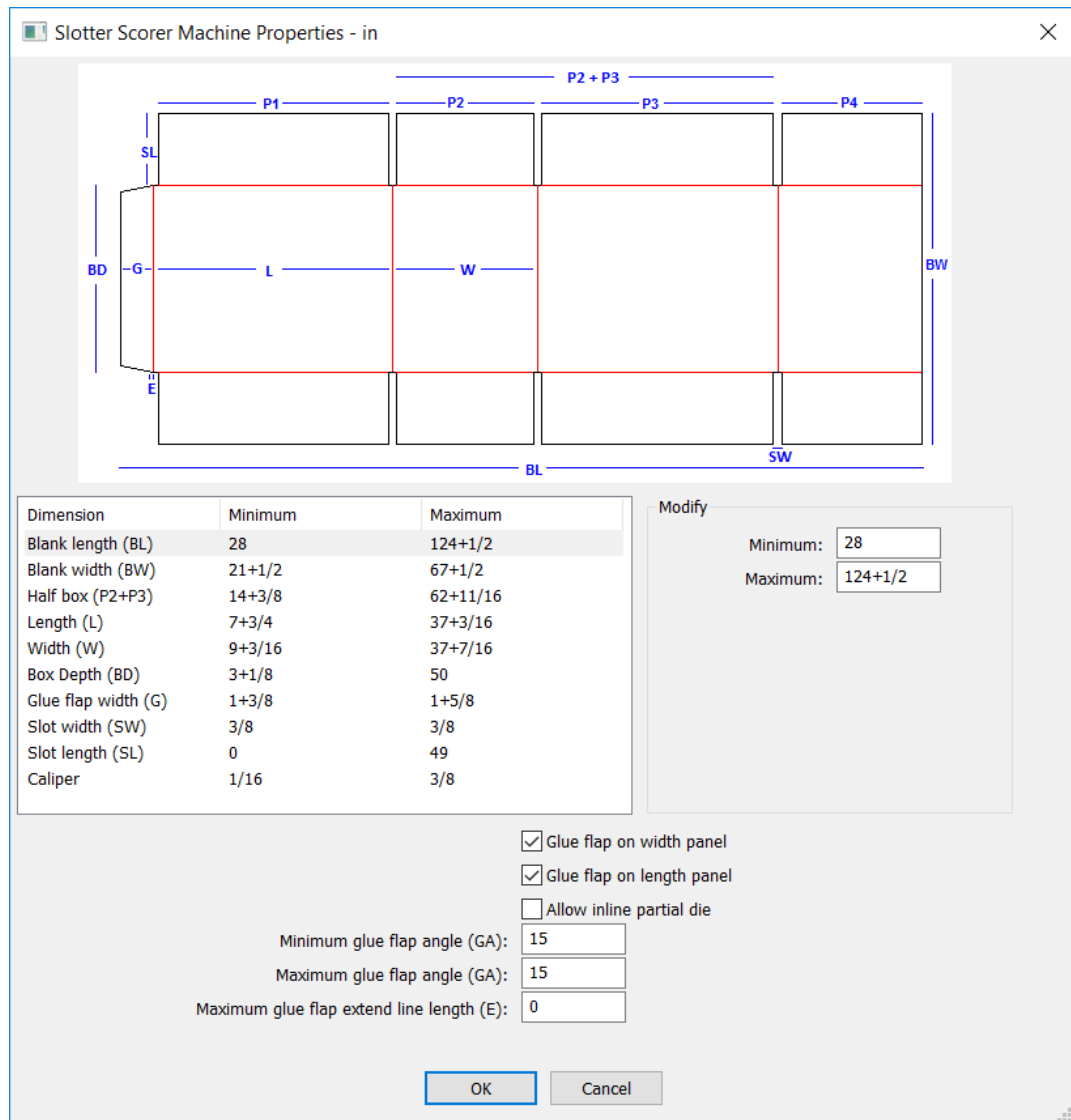 Slotter Scorer Machine Properties - in
P2 + P3
P1 P2 P3 P4
SL
BD G L W BW
E
SW
BL
Dimension Minimum Maximum
Blank length (BL) 28 124+1/2
Blank width (BW) 21+1/2 67+1/2
Half box (P2+P3) 14+3/8 62+11/16
Length (L) 7+3/4 37+3/16
Width (W) 9+3/16 37+7/16
Box Depth (BD) 3+1/8 50
Glue flap width (G) 1+3/8 1+5/8
Slot width (SW) 3/8 3/8
Slot length (SL) 0 49
Caliper 1/16 3/8
Modify
Minimum: 28
Maximum: 124+1/2
Glue flap on width panel
Glue flap on length panel
Allow inline partial die
Minimum glue flap angle (GA): 15
Maximum glue flap angle (GA): 15
Maximum glue flap extend line length (E): 0
OK Cancel